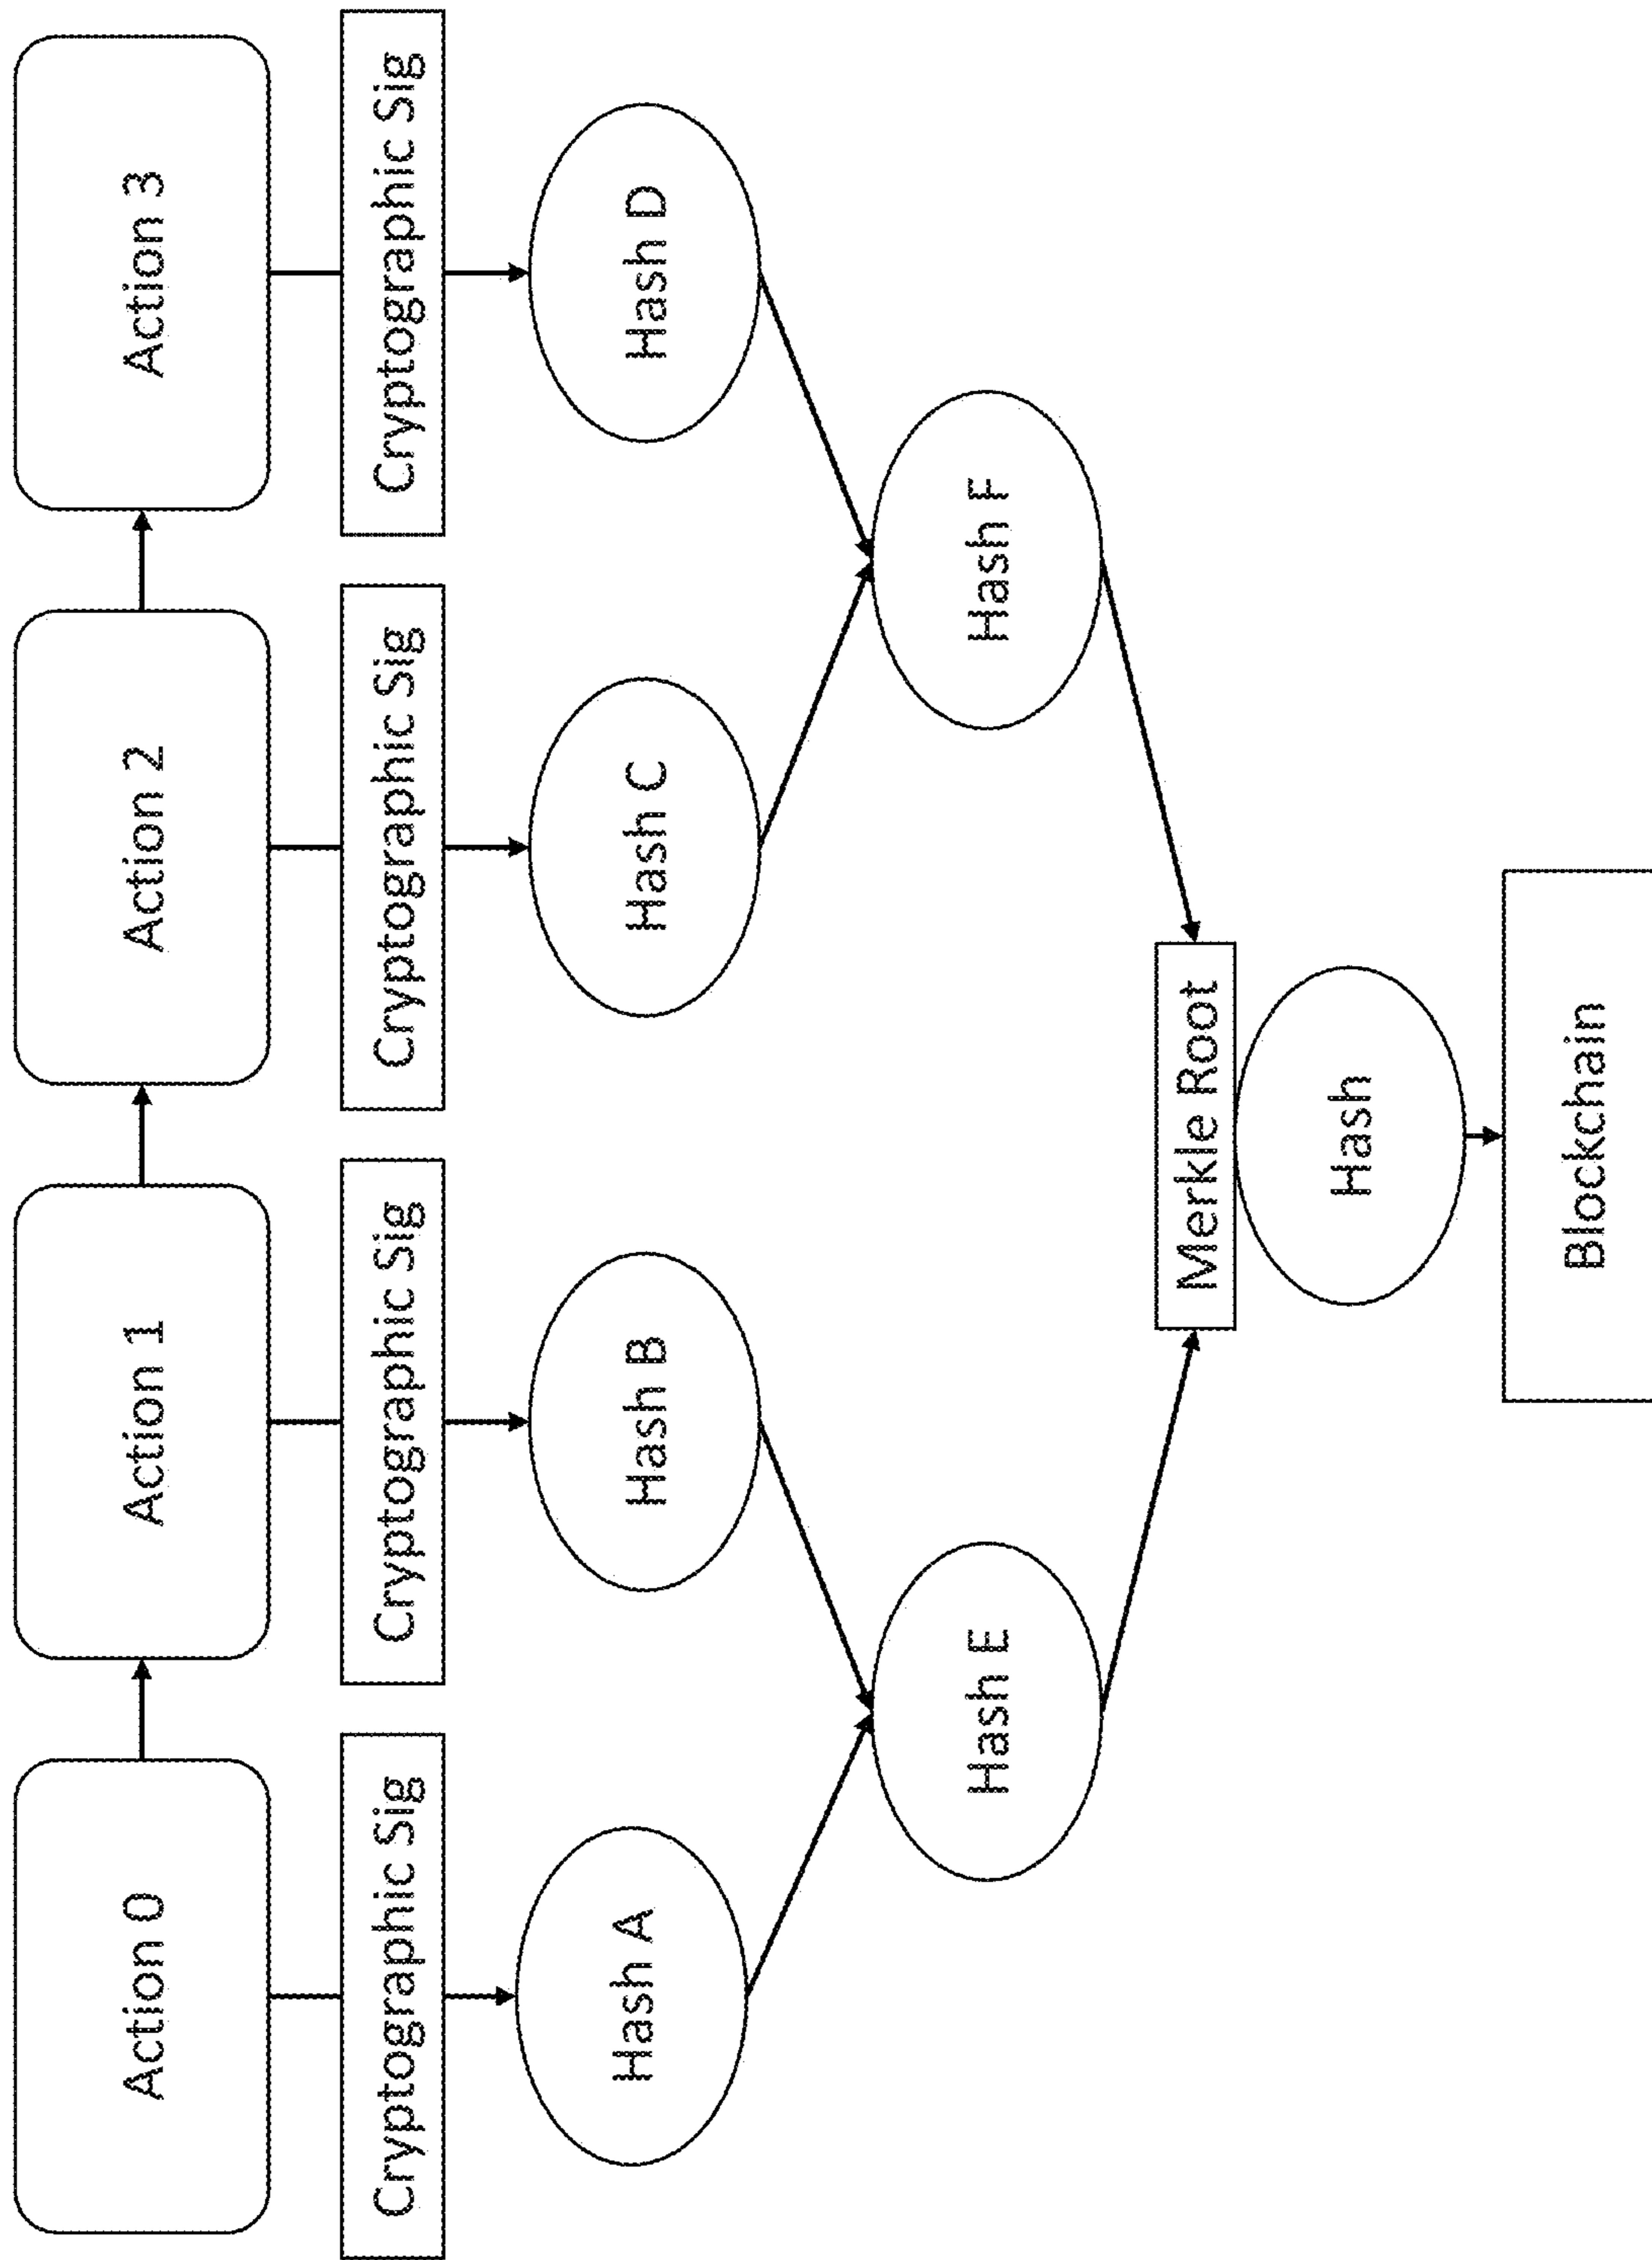 Action 0
Action 1
Action 2
Action 3
Cryptographic Sig
Cryptographic Sig
Cryptographic Sig
Cryptographic Sig
Hash A
Hash B
Hash C
Hash D
Hash E
Hash F
Merkle Root
Hash
Blockchain